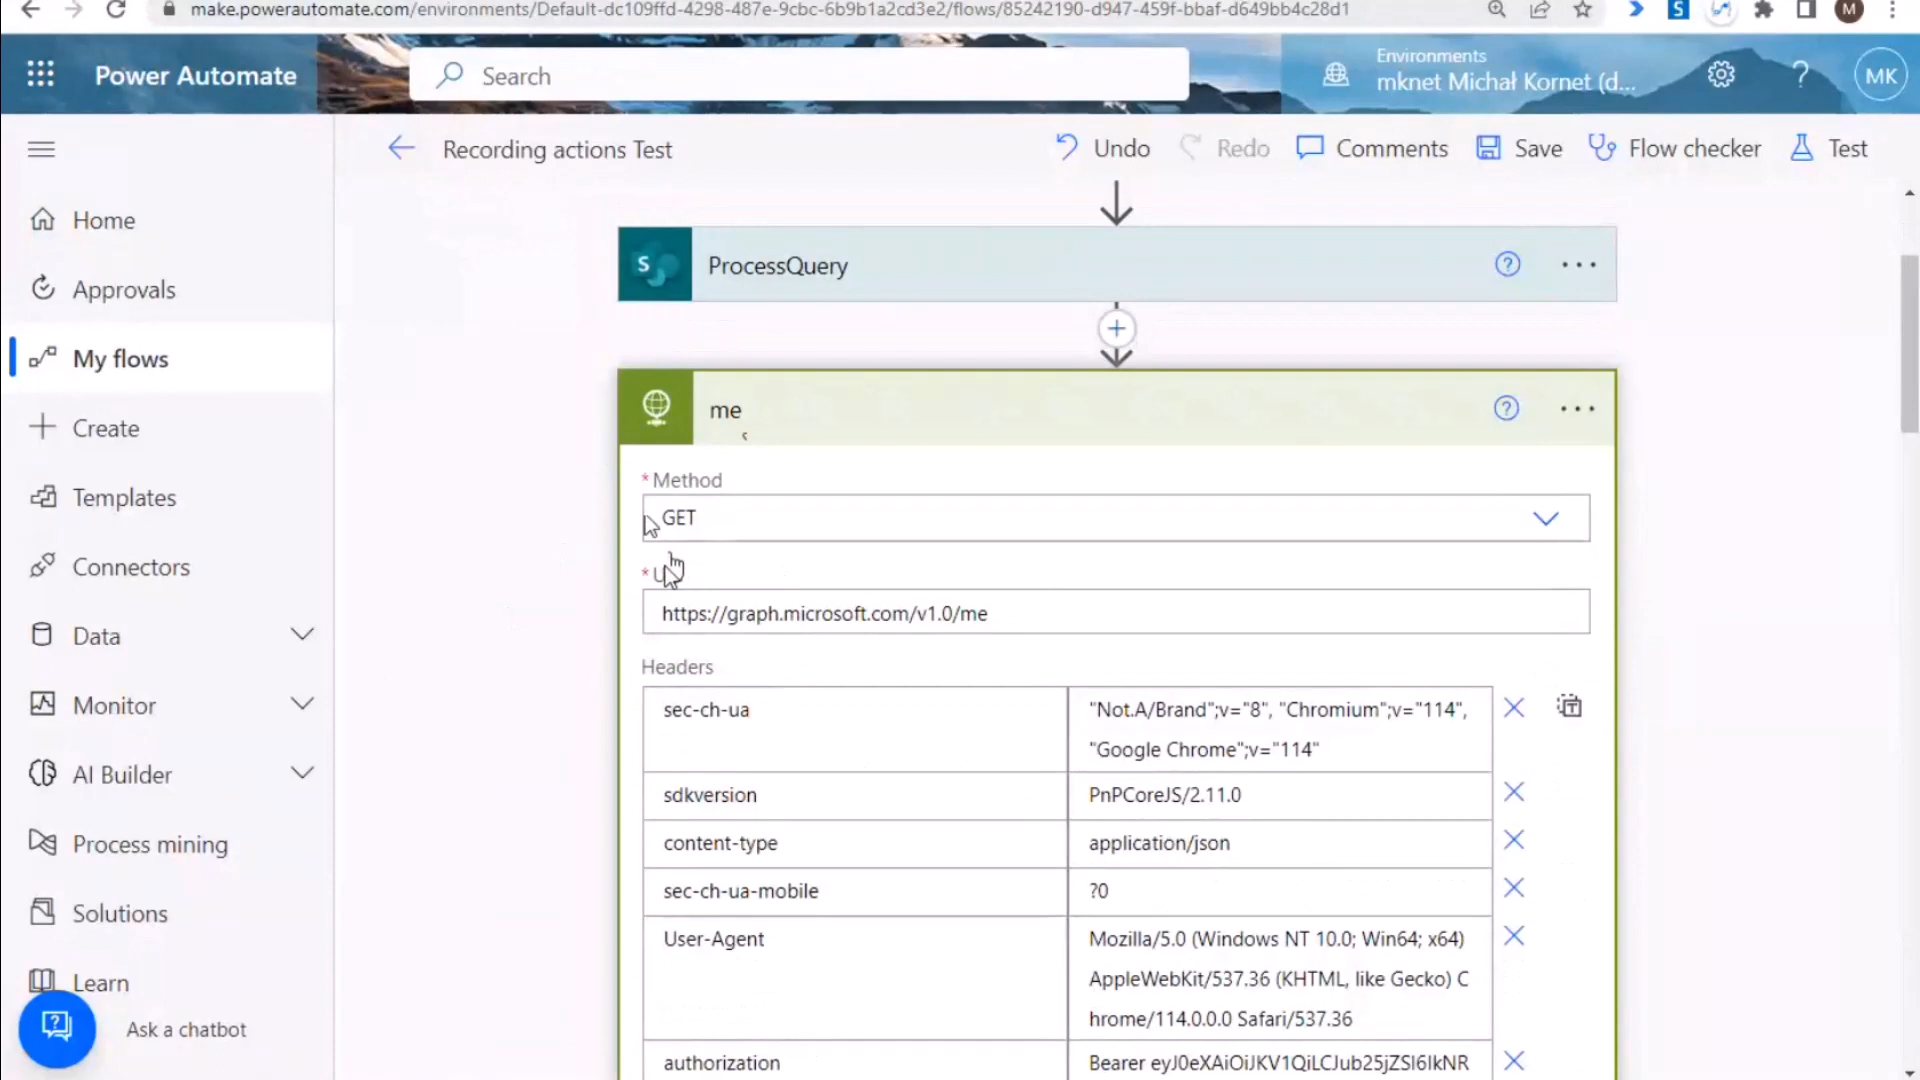 make.powerautomate.com/environments/Default-dc109ffd-4298-487e-9cbc-6b9b1a2cd3e2/flows/85242190-d947-459f-bbaf-d649bb4c28d1
S
M
Power Automate
Search
Environments
mknet Michał Kornet (d...
?
MK
Recording actions Test
Undo
Redo
Comments
Save
Flow checker
Test
Home
Approvals
My flows
Create
Templates
Connectors
Data
Monitor
AI Builder
Process mining
Solutions
Learn
Ask a chatbot
S
ProcessQuery
?
me
?
* Method
GET
*
https://graph.microsoft.com/v1.0/me
Headers
sec-ch-ua
"Not.A/Brand";v="8", "Chromium";v="114",
"Google Chrome";v="114"
sdkversion
PnPCoreJS/2.11.0
content-type
application/json
sec-ch-ua-mobile
?0
User-Agent
Mozilla/5.0 (Windows NT 10.0; Win64; x64)
AppleWebKit/537.36 (KHTML, like Gecko) C
hrome/114.0.0.0 Safari/537.36
authorization
Bearer eyJ0eXAiOiJKV1QiLCJub25jZSI6IkNR